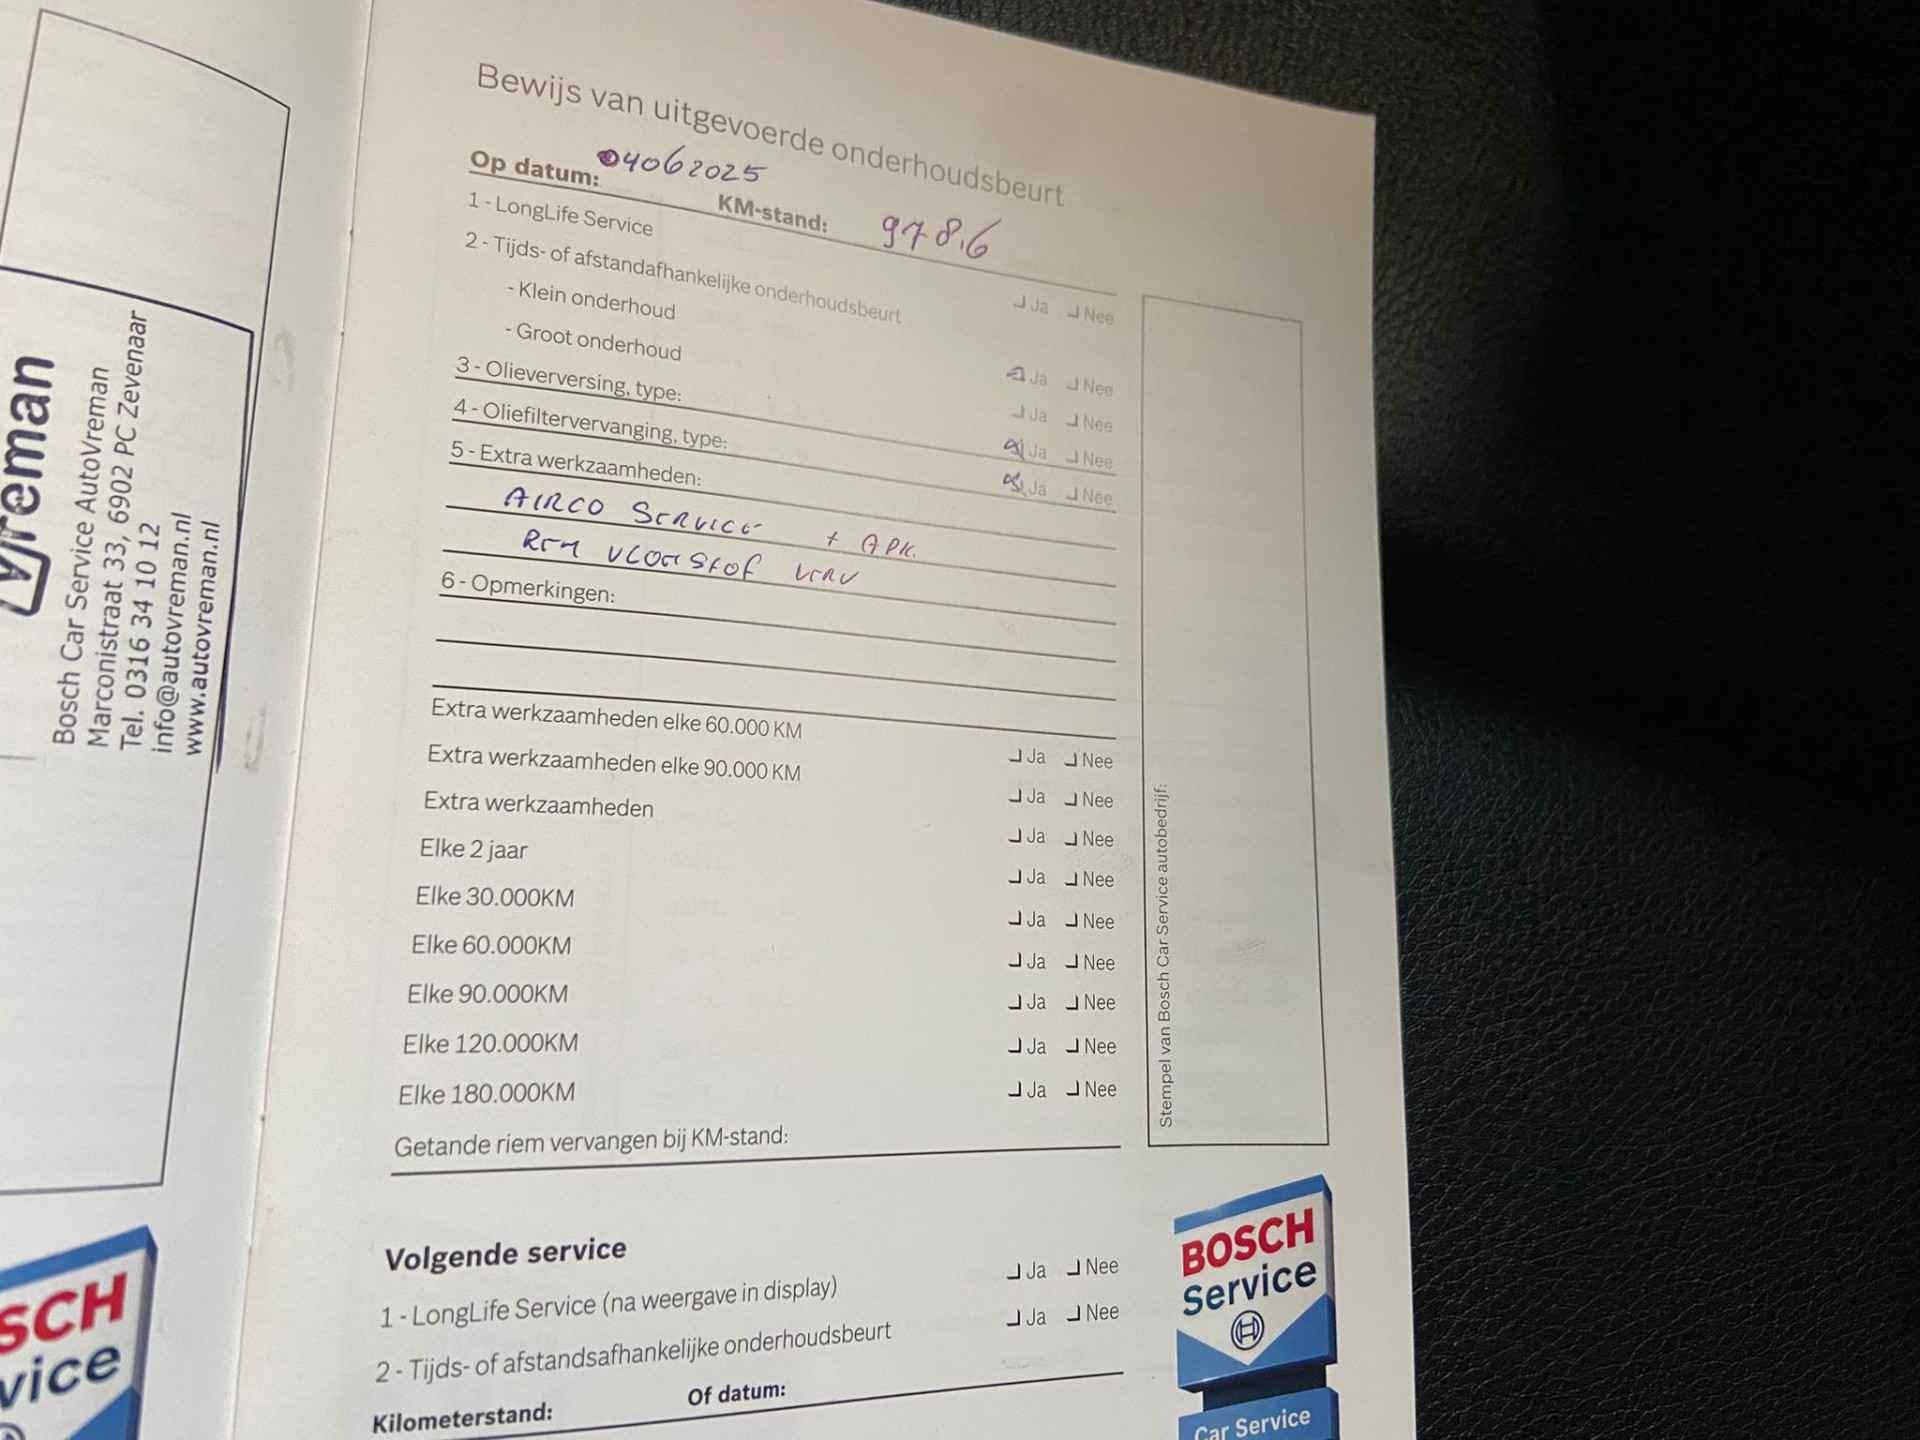 Vreman
Bosch Car Service AutoVreman
Marconistraat 33, 6902 PC Zevenaar
Tel. 0316 34 10 12
info@autovreman.nl
www.autovreman.nl
SCH
vice
Bewijs van uitgevoerde onderhoudsbeurt
Op datum: 04062025 KM-stand: 978.6
1 - LongLife Service Ja Nee
2 - Tijds- of afstandafhankelijke onderhoudsbeurt
- Klein onderhoud Ja Nee
- Groot onderhoud Ja Nee
3 - Olieverversing, type: Ja Nee
4 - Oliefiltervervanging, type: Ja Nee
5 - Extra werkzaamheden:
AIRCO SERVICE + APK.
REM VLOEISTOF VERV
6 - Opmerkingen:
Extra werkzaamheden elke 60.000 KM Ja Nee
Extra werkzaamheden elke 90.000 KM Ja Nee
Extra werkzaamheden Ja Nee
Elke 2 jaar Ja Nee
Elke 30.000KM Ja Nee
Elke 60.000KM Ja Nee
Elke 90.000KM Ja Nee
Elke 120.000KM Ja Nee
Elke 180.000KM Ja Nee
Getande riem vervangen bij KM-stand:
Stempel van Bosch Car Service autobedrijf:
Volgende service
1 - LongLife Service (na weergave in display) Ja Nee
2 - Tijds- of afstandsafhankelijke onderhoudsbeurt Ja Nee
Kilometerstand: Of datum:
BOSCH
Service
Car Service